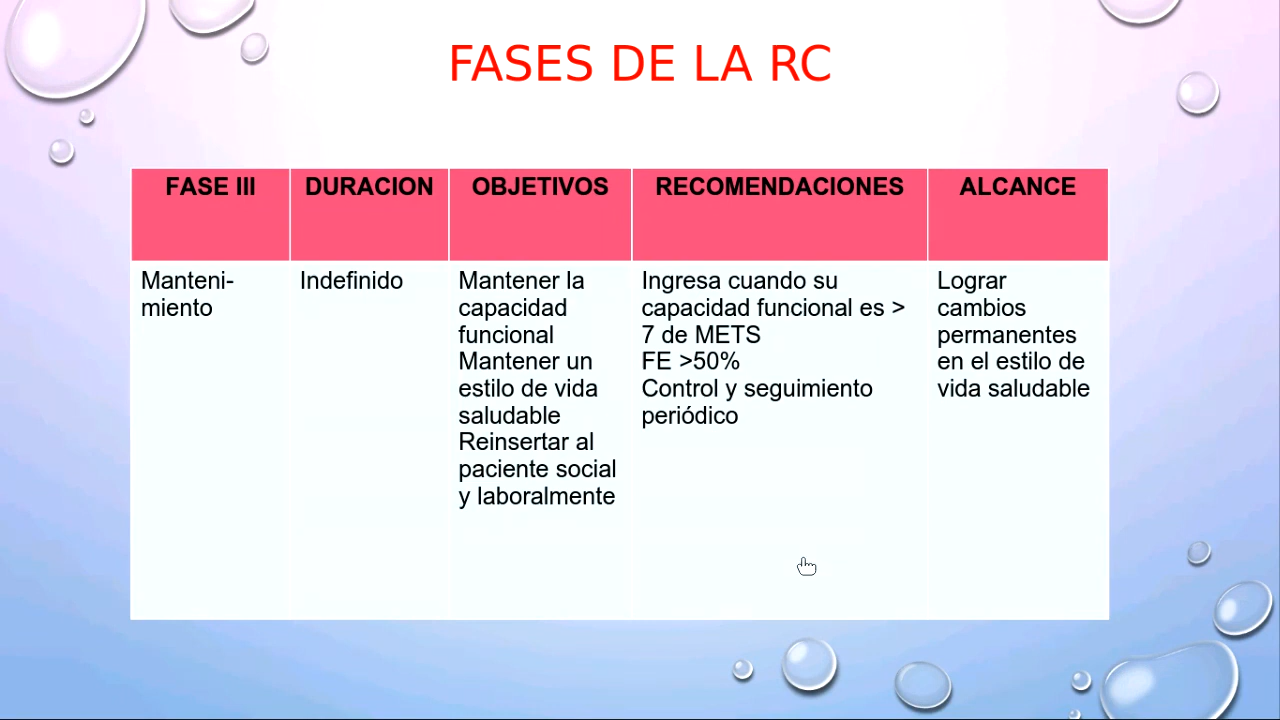 FASES DE LA RC
FASE III
DURACION
OBJETIVOS
RECOMENDACIONES
ALCANCE
Manteni-
miento
Indefinido
Mantener la
capacidad
funcional
Mantener un
estilo de vida
saludable
Reinsertar al
paciente social
y laboralmente
Ingresa cuando su
capacidad funcional es >
7 de METS
FE >50%
Control y seguimiento
periódico
Lograr
cambios
permanentes
en el estilo de
vida saludable